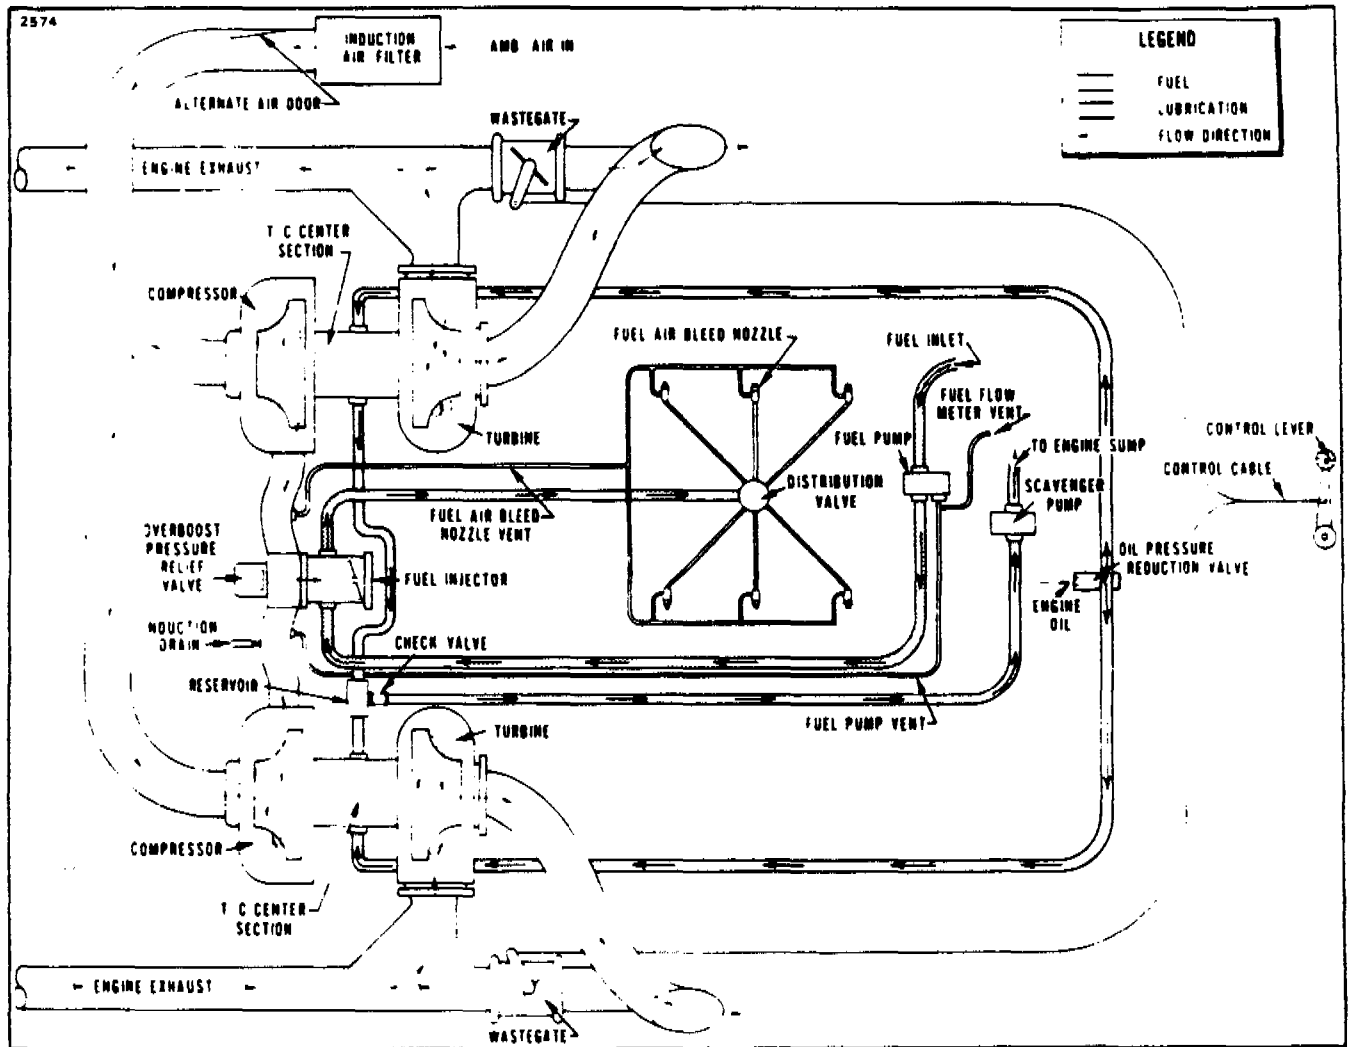 2574
INDUCTION
AIR FILTER
AMB AIR IN
ALTERNATE AIR DOOR
LEGEND
FUEL
LUBRICATION
FLOW DIRECTION
WASTEGATE
ENGINE EXHAUST
T C CENTER
SECTION
COMPRESSOR
TURBINE
FUEL AIR BLEED NOZZLE
FUEL INLET
FUEL FLOW
METER VENT
FUEL PUMP
TO ENGINE SUMP
SCAVENGER
PUMP
CONTROL LEVER
CONTROL CABLE
DISTRIBUTION
VALVE
FUEL AIR BLEED
NOZZLE VENT
OVERBOOST
PRESSURE
RELIEF
VALVE
FUEL INJECTOR
OIL PRESSURE
REDUCTION VALVE
ENGINE
OIL
NDUCTION
DRAIN
CHECK VALVE
RESERVOIR
FUEL PUMP VENT
TURBINE
COMPRESSOR
T C CENTER
SECTION
ENGINE EXHAUST
WASTEGATE